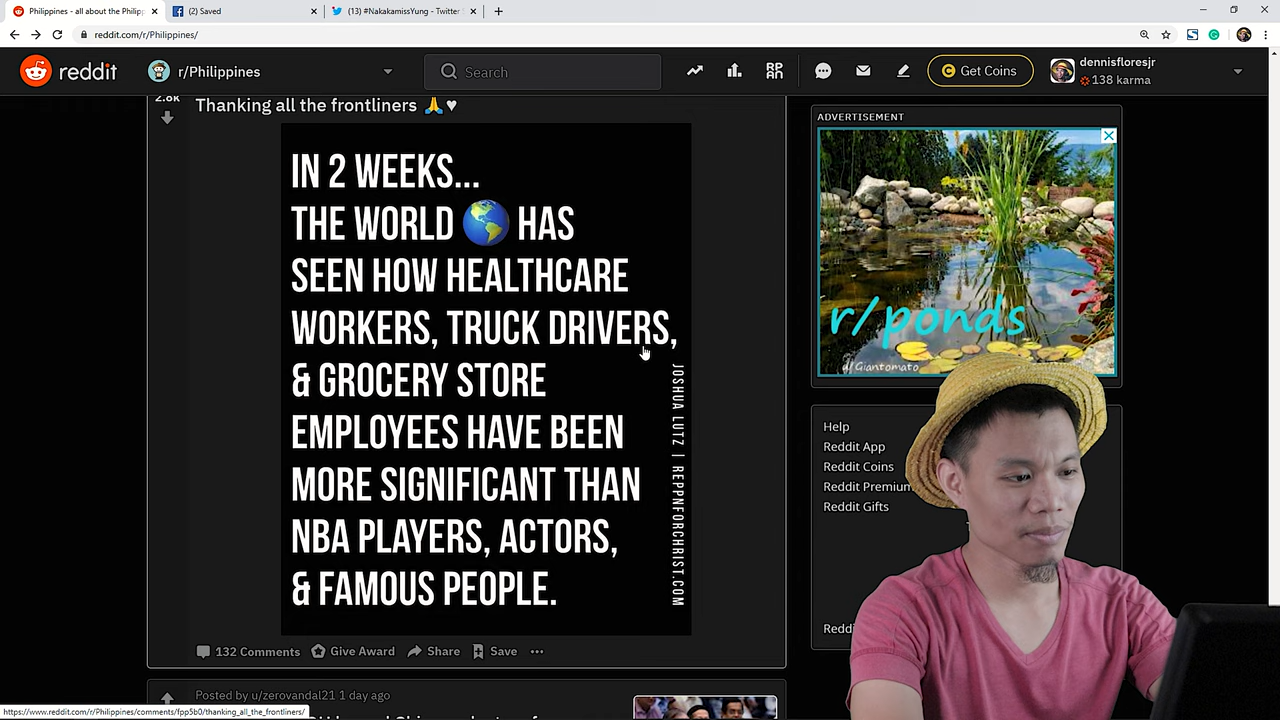 Philippines - all about the Philipp
(2) Saved
(13) #NakakamissYung - Twitter S
reddit.com/r/Philippines/
reddit
r/Philippines
Search
Get Coins
dennisfloresjr
138 karma
2.8k
Thanking all the frontliners 🙏♥
IN 2 WEEKS...
THE WORLD 🌎 HAS
SEEN HOW HEALTHCARE
WORKERS, TRUCK DRIVERS,
& GROCERY STORE
EMPLOYEES HAVE BEEN
MORE SIGNIFICANT THAN
NBA PLAYERS, ACTORS,
& FAMOUS PEOPLE.
JOSHUA LUTZ | REPPNFORCHRIST.COM
132 Comments
Give Award
Share
Save
Posted by u/zerovandal21 1 day ago
https://www.reddit.com/r/Philippines/comments/fpp5b0/thanking_all_the_frontliners/
ADVERTISEMENT
r/ponds
u/Giantomato
Help
Reddit App
Reddit Coins
Reddit Premium
Reddit Gifts